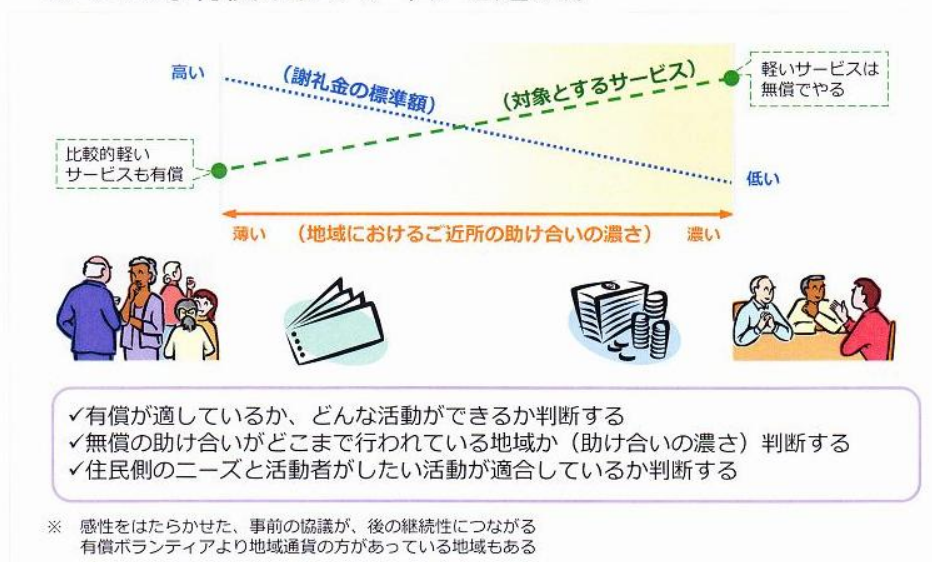 高い
(謝礼金の標準額)
(対象とするサービス)
軽いサービスは
無償でやる
比較的軽い
サービスも有償
低い
薄い
(地域におけるご近所の助け合いの濃さ)
濃い
✓有償が適しているか、どんな活動ができるか判断する
✓無償の助け合いがどこまで行われている地域か（助け合いの濃さ）判断する
✓住民側のニーズと活動者がしたい活動が適合しているか判断する
※ 感性をはたらかせた、事前の協議が、後の継続性につながる
有償ボランティアより地域通貨の方があっている地域もある